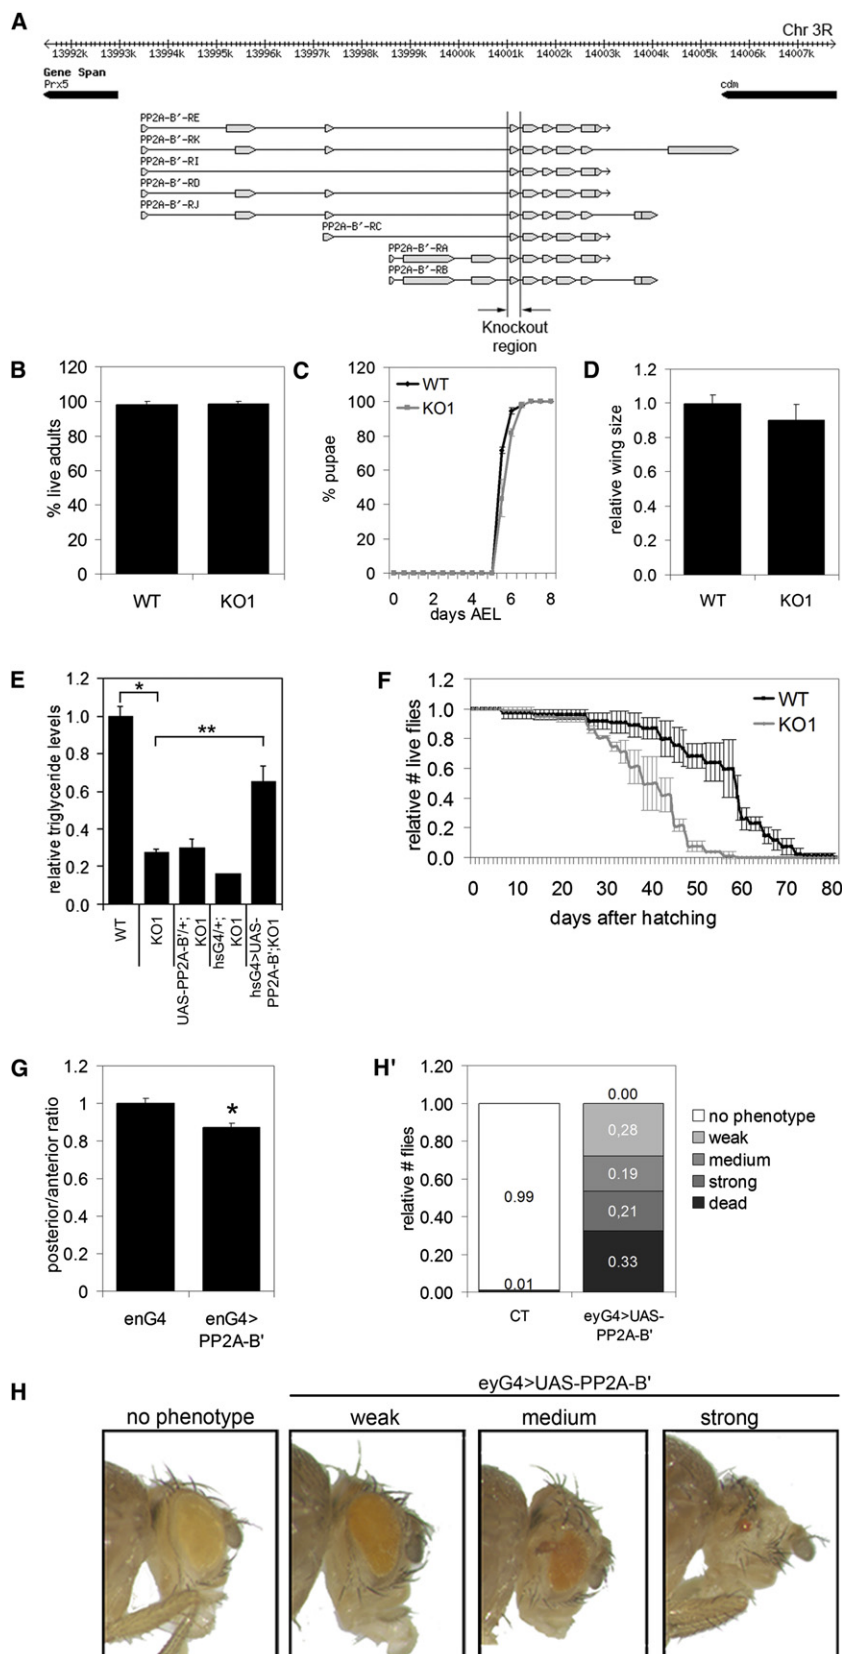 A
Chr 3R
13992k 13993k 13994k 13995k 13996k 13997k 13998k 13999k 14000k 14001k 14002k 14003k 14004k 14005k 14006k 14007k
Gene Span
Prx5
cdm
PP2A-B'-RE
PP2A-B'-RK
PP2A-B'-RI
PP2A-B'-RD
PP2A-B'-RJ
PP2A-B'-RC
PP2A-B'-RA
PP2A-B'-RB
Knockout
region
B
% live adults
120
100
80
60
40
20
0
WT
KO1
C
% pupae
120
100
80
60
40
20
0
WT
KO1
0 2 4 6 8
days AEL
D
relative wing size
1.2
1.0
0.8
0.6
0.4
0.2
0.0
WT
KO1
E
relative triglyceride levels
1.2
1.0
0.8
0.6
0.4
0.2
0.0
*
**
WT
KO1
UAS-PP2A-B'/+;
KO1
hsG4/+;
KO1
hsG4>UAS-
PP2A-B';KO1
F
relative # live flies
1.2
1.0
0.8
0.6
0.4
0.2
0.0
WT
KO1
0 10 20 30 40 50 60 70 80
days after hatching
G
posterior/anterior ratio
1.2
1
0.8
0.6
0.4
0.2
0
*
enG4
enG4>
PP2A-B'
H'
relative # flies
1.20
1.00
0.80
0.60
0.40
0.20
0.00
0.99
0.01
0.00
0,28
0.19
0,21
0.33
CT
eyG4>UAS-
PP2A-B'
no phenotype
weak
medium
strong
dead
H
eyG4>UAS-PP2A-B'
no phenotype
weak
medium
strong